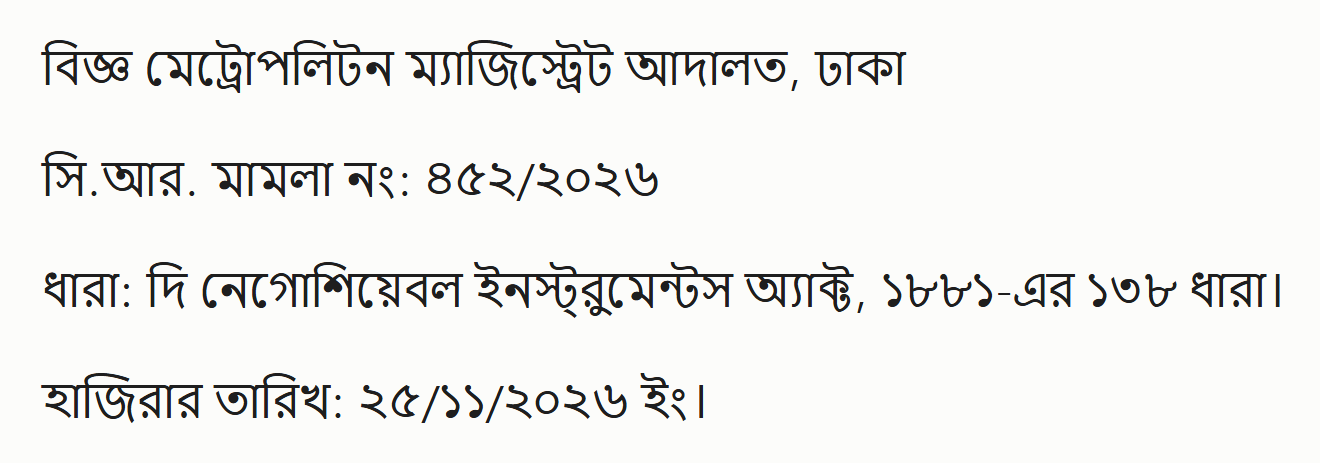 বিজ্ঞ মেট্রোপলিটন ম্যাজিস্ট্রেট আদালত, ঢাকা
সি.আর. মামলা নং: ৪৫২/২০২৬
ধারা: দি নেগোশিয়েবল ইনস্ট্রুমেন্টস অ্যাক্ট, ১৮৮১-এর ১৩৮ ধারা।
হাজিরার তারিখ: ২৫/১১/২০২৬ ইং।